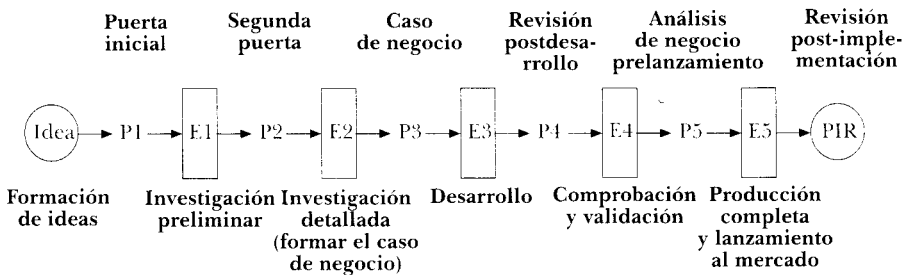 Puerta
inicial
Segunda
puerta
Caso
de negocio
Revisión
postdesa-
rrollo
Análisis
de negocio
prelanzamiento
Revisión
post-imple-
mentación
Idea P1 E1 P2 E2 P3 E3 P4 E4 P5 E5 PIR
Formación
de ideas
Investigación
preliminar
Investigación
detallada
(formar el caso
de negocio)
Desarrollo
Comprobación
y validación
Producción
completa
y lanzamiento
al mercado